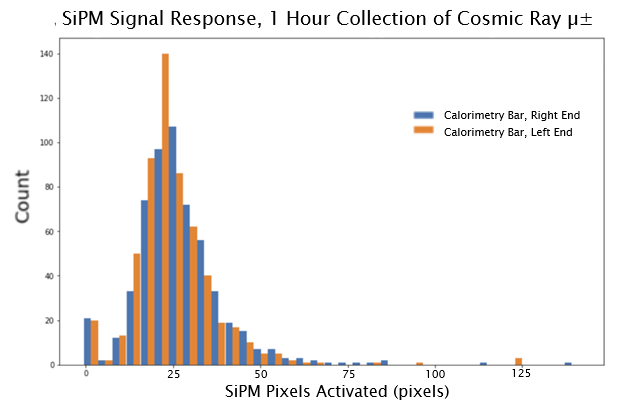 SiPM Signal Response, 1 Hour Collection of Cosmic Ray μ±
140
120
100
80
60
40
20
0
Count
Calorimetry Bar, Right End
Calorimetry Bar, Left End
0 25 50 75 100 125
SiPM Pixels Activated (pixels)